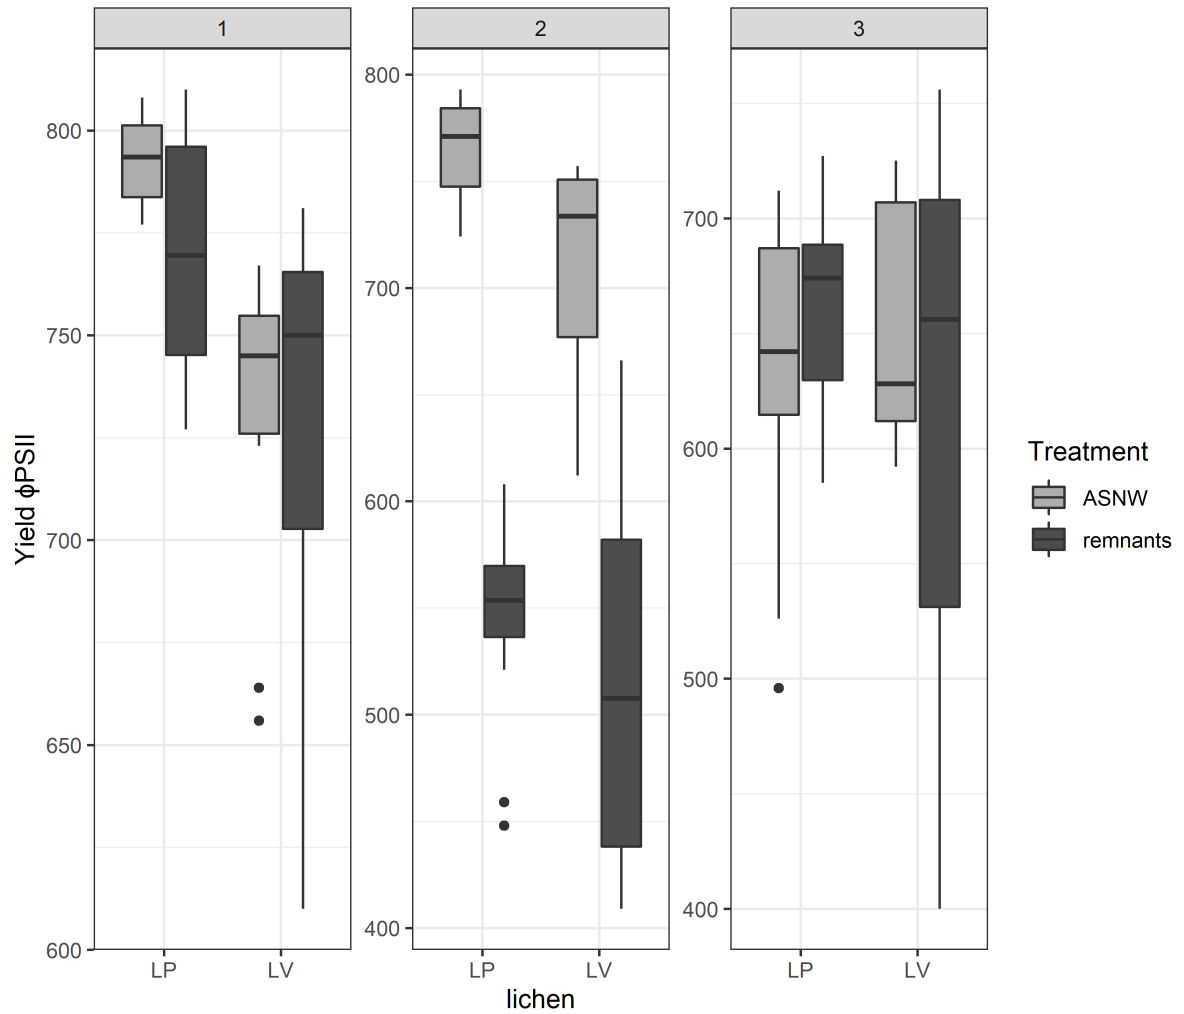 1
2
3
800
750
700
650
600
800
700
600
500
400
700
600
500
400
Yield ϕPSII
LP
LV
LP
LV
LP
LV
lichen
Treatment
ASNW
remnants